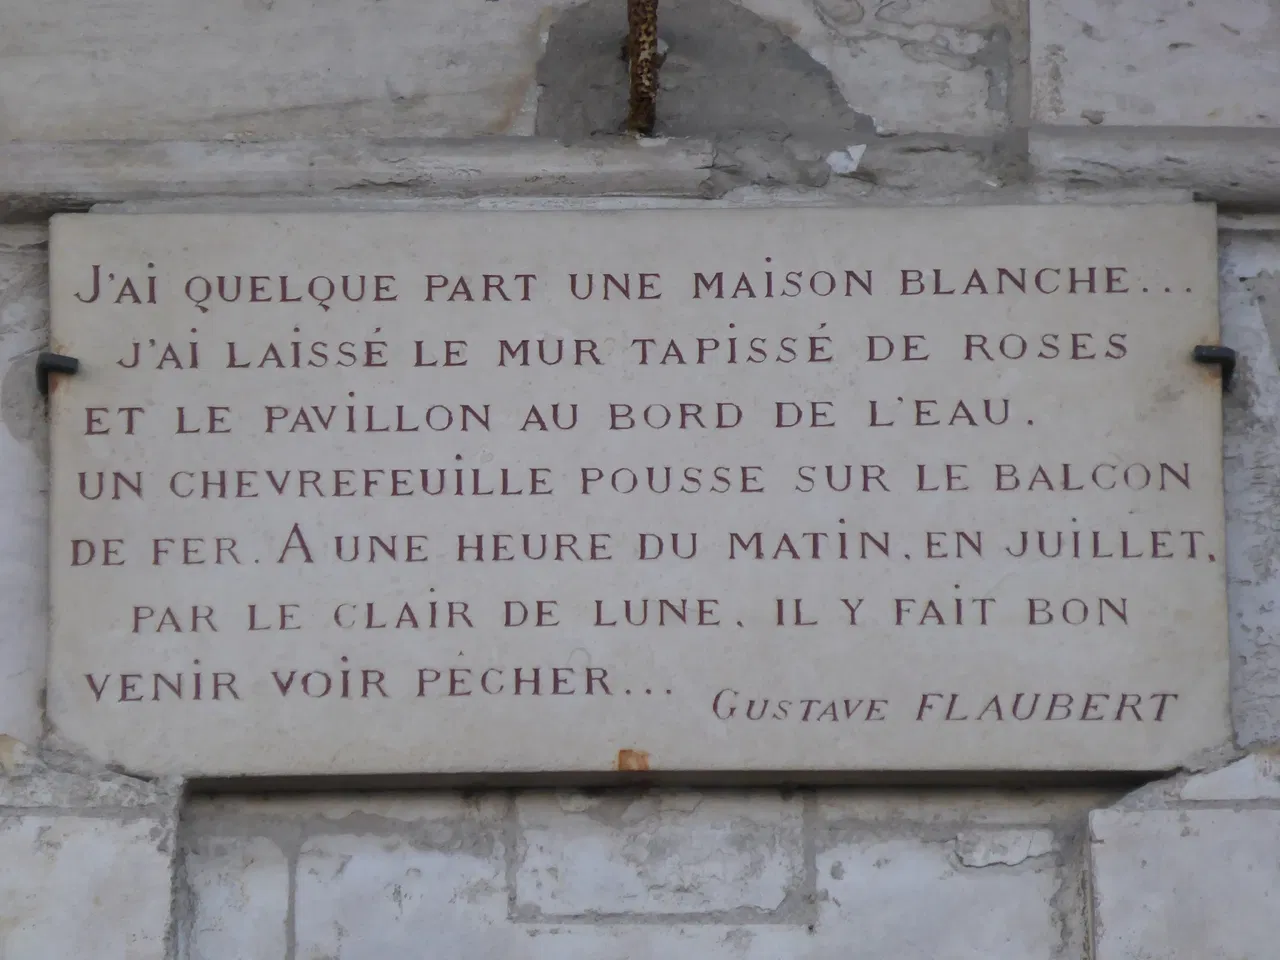 J'AI QUELQUE PART UNE MAISON BLANCHE...
J'AI LAISSÉ LE MUR TAPISSÉ DE ROSES
ET LE PAVILLON AU BORD DE L'EAU.
UN CHEVREFEUILLE POUSSE SUR LE BALCON
DE FER. A UNE HEURE DU MATIN, EN JUILLET,
PAR LE CLAIR DE LUNE, IL Y FAIT BON
VENIR VOIR PÊCHER...
GUSTAVE FLAUBERT